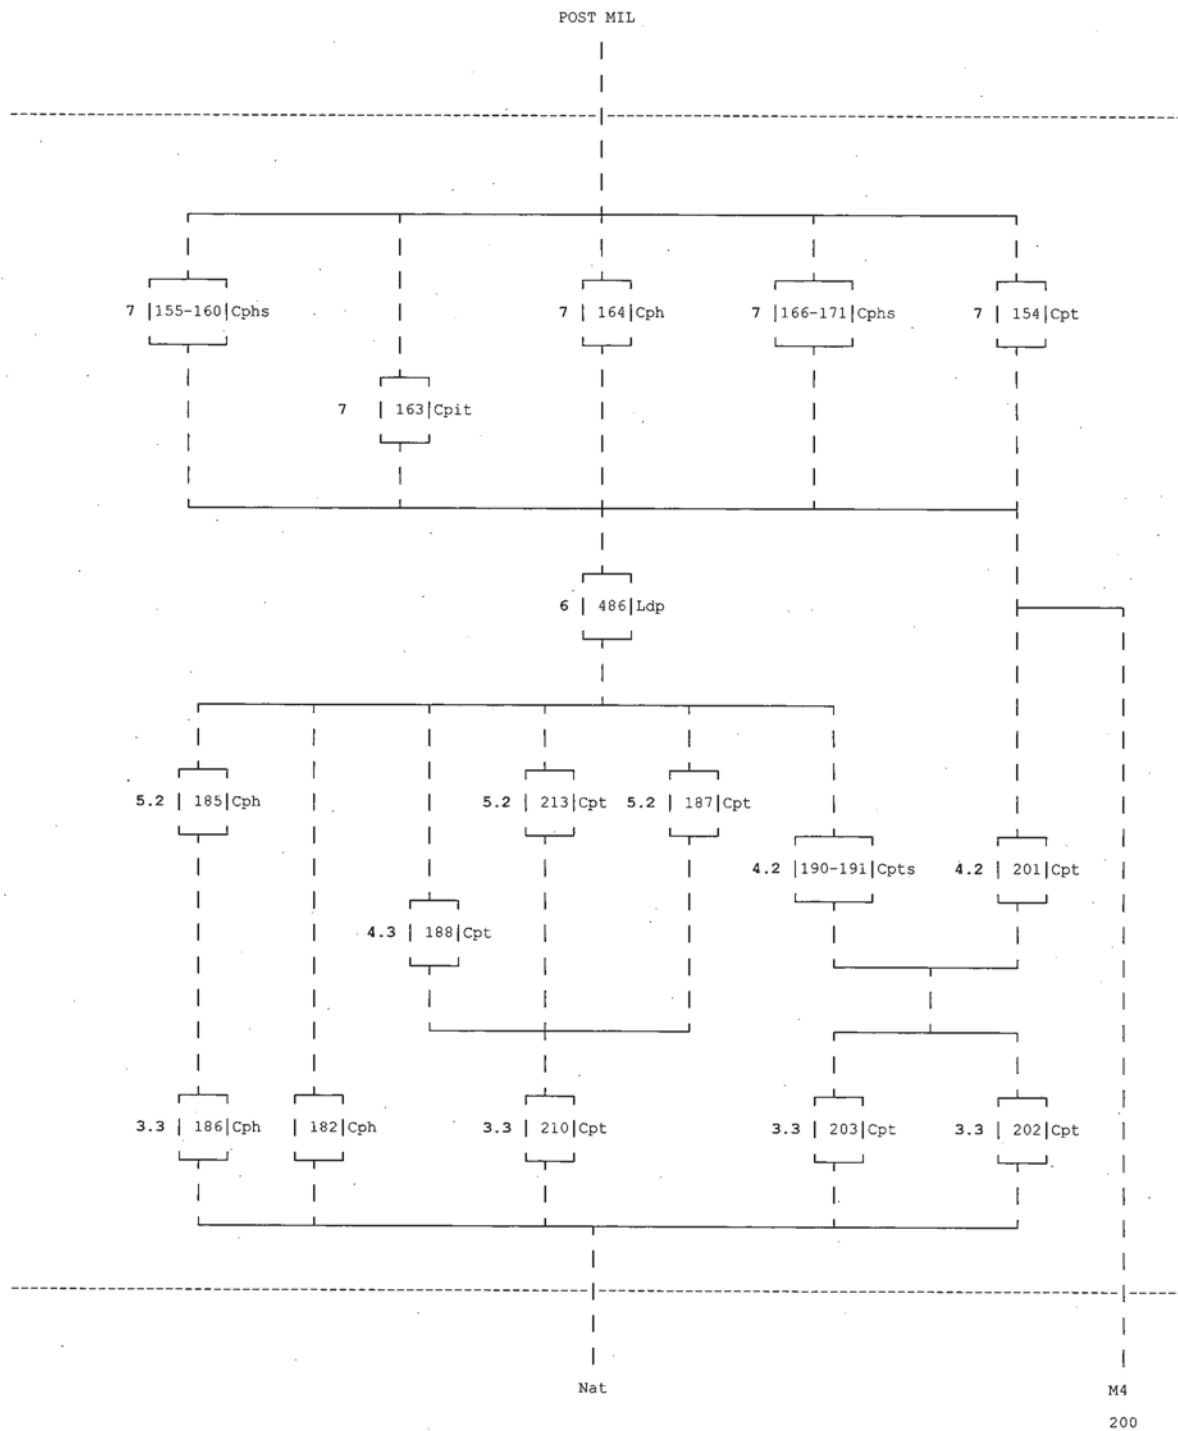 POST MIL
7 |155-160|Cphs 7 | 164|Cph 7 |166-171|Cphs 7 | 154|Cpt
7 | 163|Cpit
6 | 486|Ldp
5.2 | 185|Cph 5.2 | 213|Cpt 5.2 | 187|Cpt
4.2 |190-191|Cpts 4.2 | 201|Cpt
4.3 | 188|Cpt
3.3 | 186|Cph | 182|Cph 3.3 | 210|Cpt 3.3 | 203|Cpt 3.3 | 202|Cpt
Nat M4
200